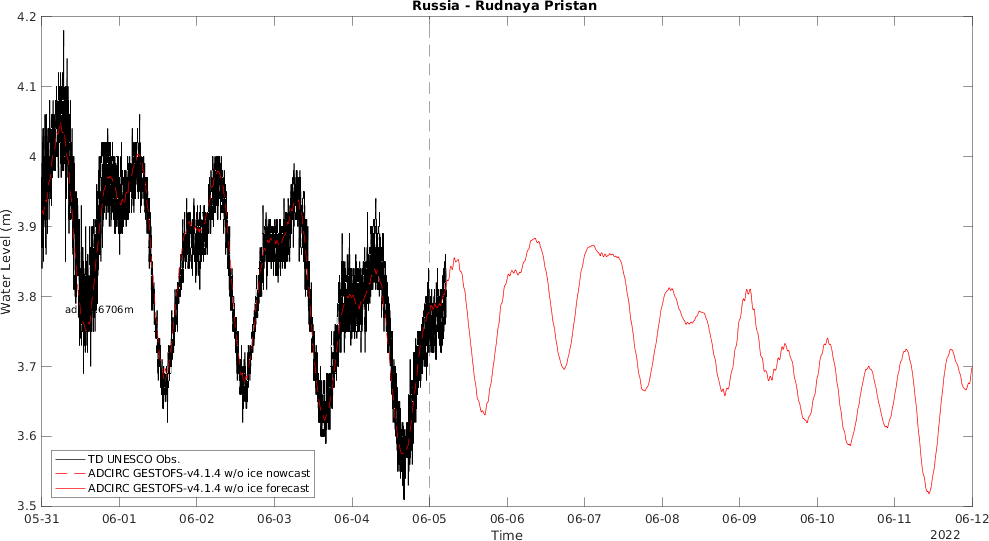 Russia - Rudnaya Pristan
4.2
4.1
4
3.9
3.8
3.7
3.6
3.5
Water Level (m)
TD UNESCO Obs.
ADCIRC GESTOFS-v4.1.4 w/o ice nowcast
ADCIRC GESTOFS-v4.1.4 w/o ice forecast
05-31 06-01 06-02 06-03 06-04 06-05 06-06 06-07 06-08 06-09 06-10 06-11 06-12
Time
2022